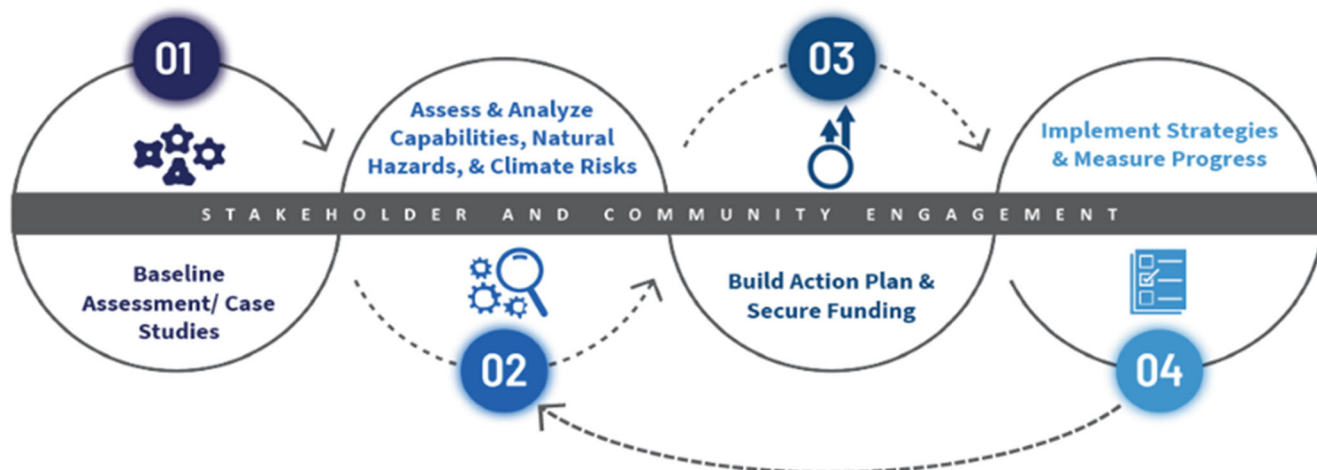 01
Baseline
Assessment/ Case
Studies
Assess & Analyze
Capabilities, Natural
Hazards, & Climate Risks
02
03
Build Action Plan &
Secure Funding
Implement Strategies
& Measure Progress
04
STAKEHOLDER AND COMMUNITY ENGAGEMENT